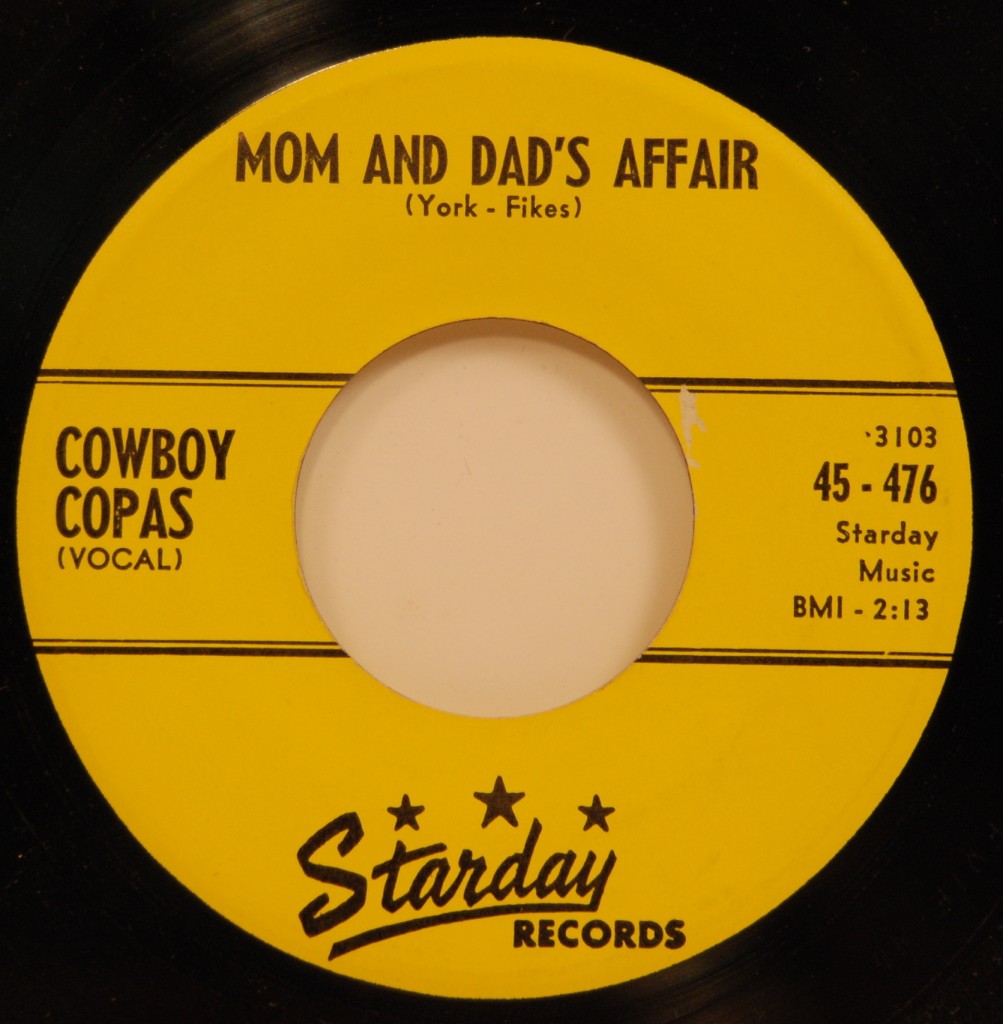 MOM AND DAD'S AFFAIR
(York - Fikes)
COWBOY
COPAS
(VOCAL)
3103
45 - 476
Starday
Music
BMI - 2:13
Starday
RECORDS